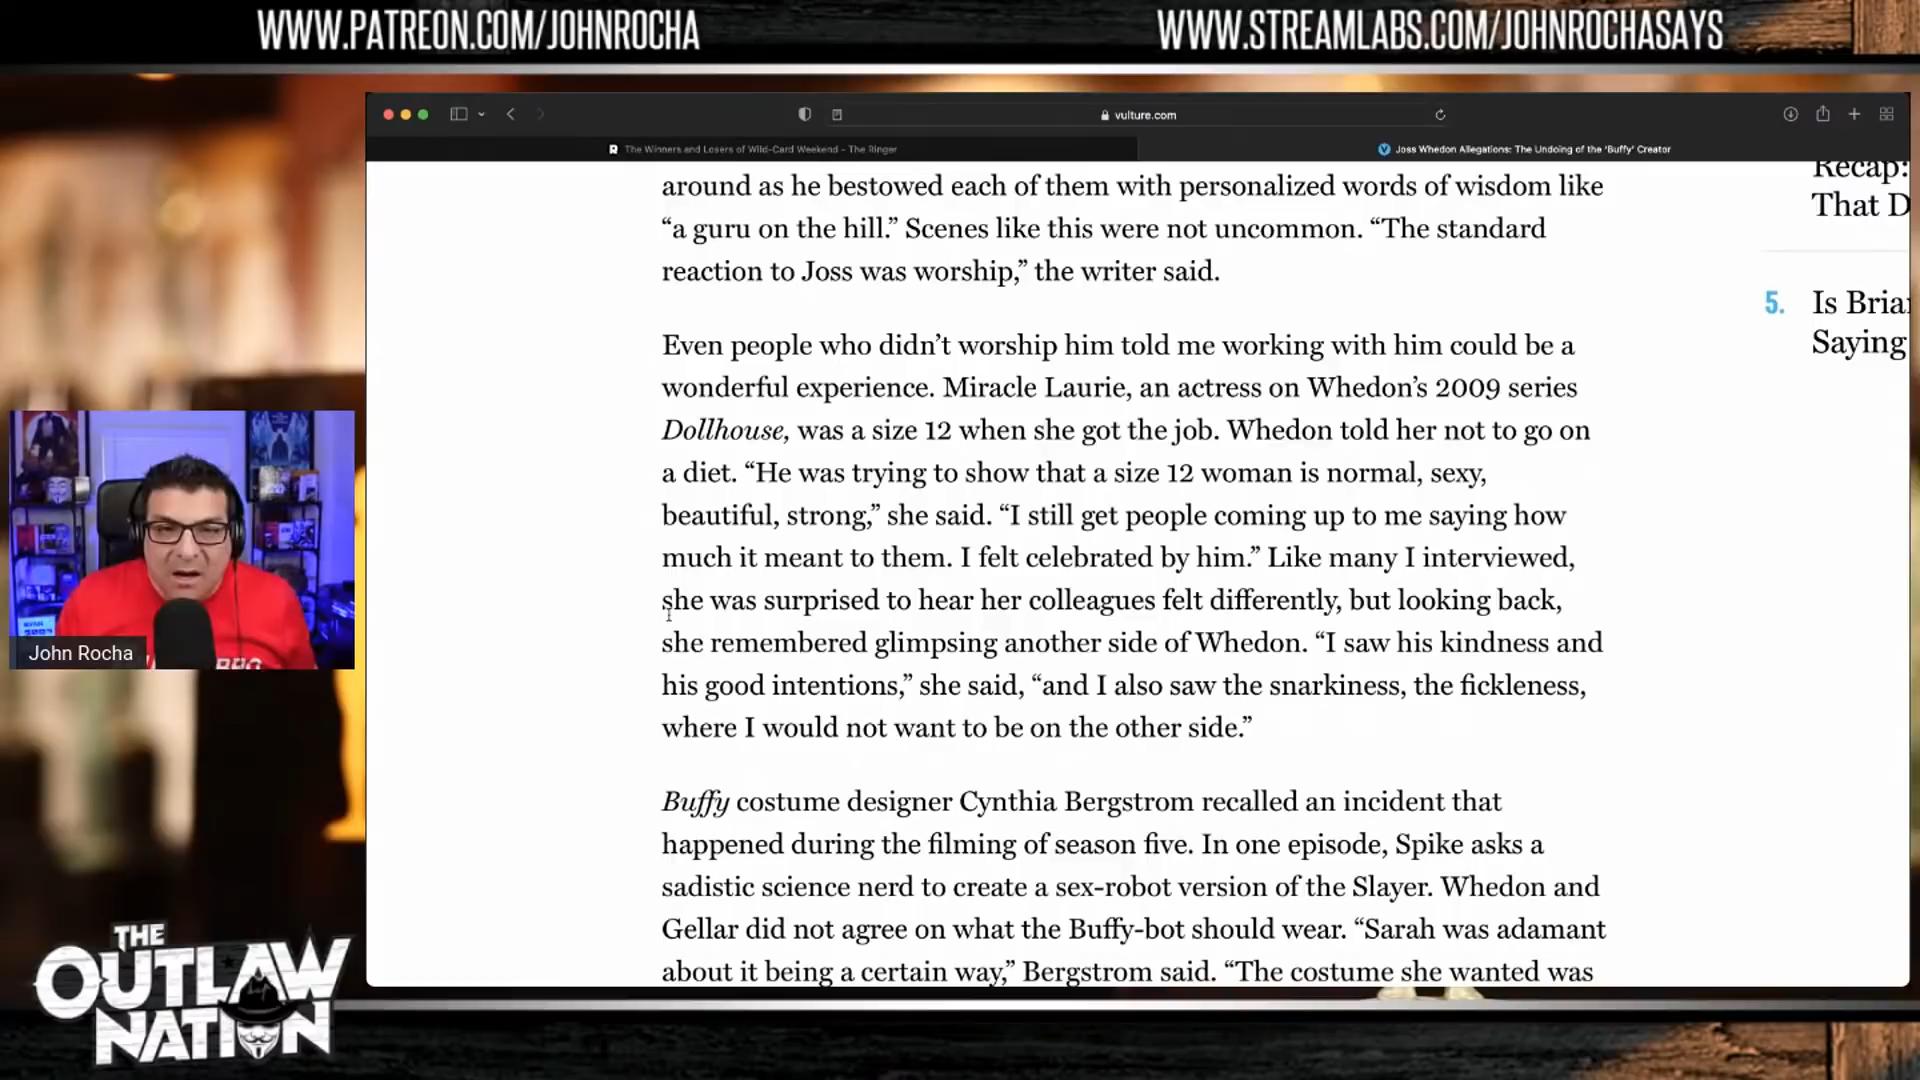 WWW.PATREON.COM/JOHNROCHA
WWW.STREAMLABS.COM/JOHNROCHASAYS
vulture.com
The Winners and Losers of Wild-Card Weekend - The Ringer
Joss Whedon Allegations: The Undoing of the ‘Buffy’ Creator
around as he bestowed each of them with personalized words of wisdom like
“a guru on the hill.” Scenes like this were not uncommon. “The standard
reaction to Joss was worship,” the writer said.
Even people who didn’t worship him told me working with him could be a
wonderful experience. Miracle Laurie, an actress on Whedon’s 2009 series
Dollhouse, was a size 12 when she got the job. Whedon told her not to go on
a diet. “He was trying to show that a size 12 woman is normal, sexy,
beautiful, strong,” she said. “I still get people coming up to me saying how
much it meant to them. I felt celebrated by him.” Like many I interviewed,
she was surprised to hear her colleagues felt differently, but looking back,
she remembered glimpsing another side of Whedon. “I saw his kindness and
his good intentions,” she said, “and I also saw the snarkiness, the fickleness,
where I would not want to be on the other side.”
Buffy costume designer Cynthia Bergstrom recalled an incident that
happened during the filming of season five. In one episode, Spike asks a
sadistic science nerd to create a sex-robot version of the Slayer. Whedon and
Gellar did not agree on what the Buffy-bot should wear. “Sarah was adamant
about it being a certain way,” Bergstrom said. “The costume she wanted was
Recap:
That D
5. Is Bria
Saying
John Rocha
THE
OUTLAW
NATION